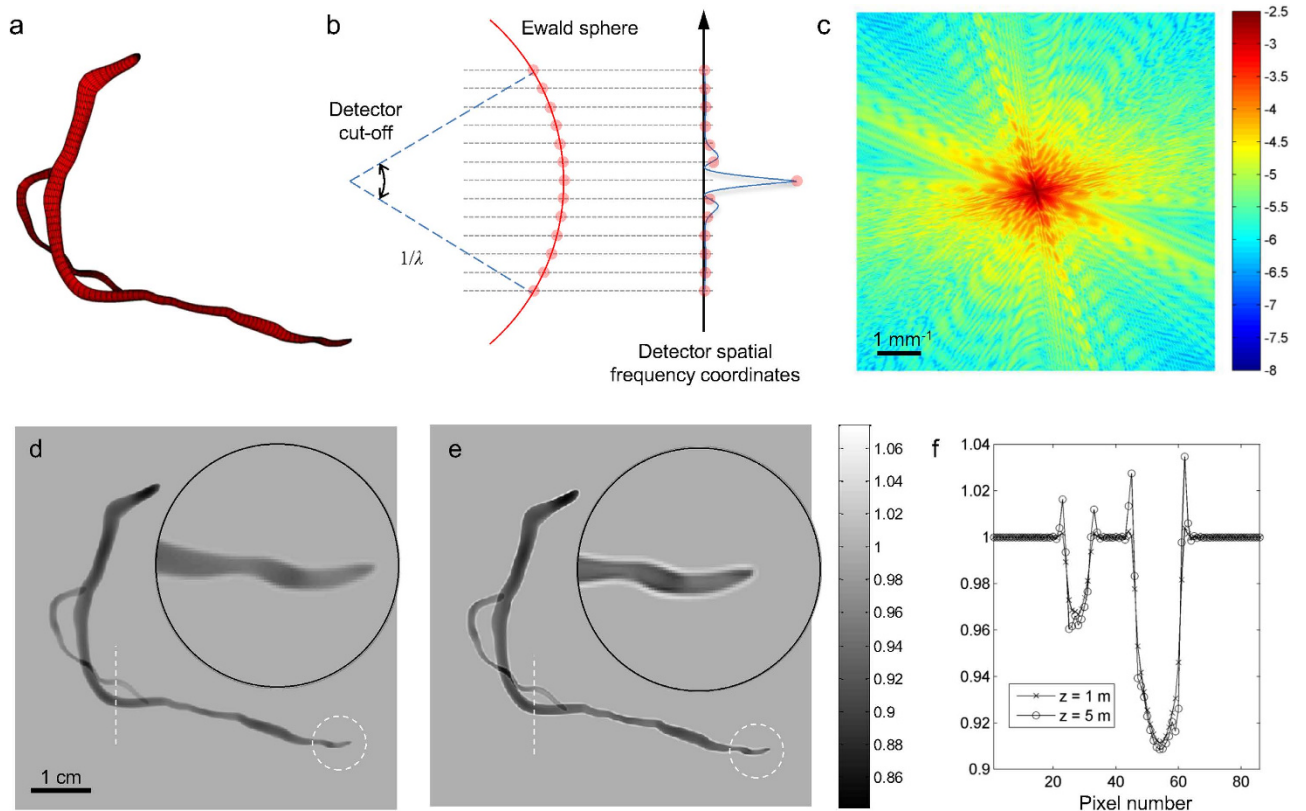 a
b
Ewald sphere
Detector
cut-off
1/λ
Detector spatial
frequency coordinates
c
1 mm⁻¹
-2.5
-3
-3.5
-4
-4.5
-5
-5.5
-6
-6.5
-7
-7.5
-8
d
1 cm
e
1.06
1.04
1.02
1
0.98
0.96
0.94
0.92
0.9
0.88
0.86
f
1.04
1.02
1
0.98
0.96
0.94
0.92
0.9
z = 1 m
z = 5 m
20 40 60 80
Pixel number